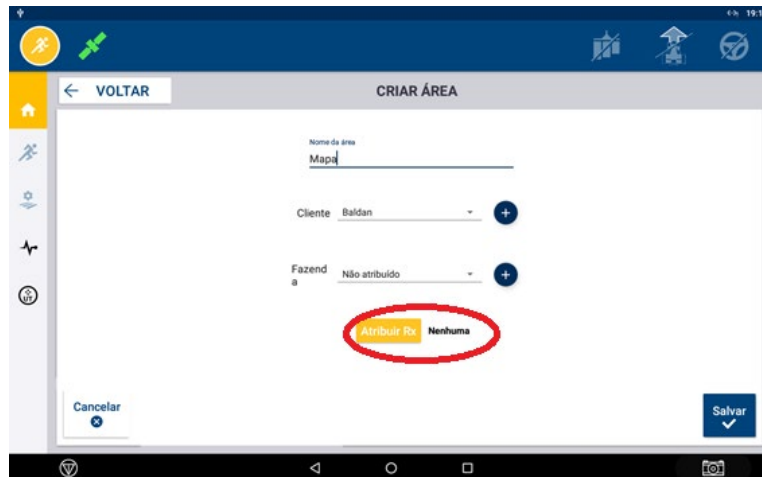 19:1
VOLTAR
CRIAR ÁREA
Nome da área
Mapa
Cliente Baldan
Fazend
a
Não atribuído
Atribuir Rx Nenhuma
UT
Cancelar
Salvar